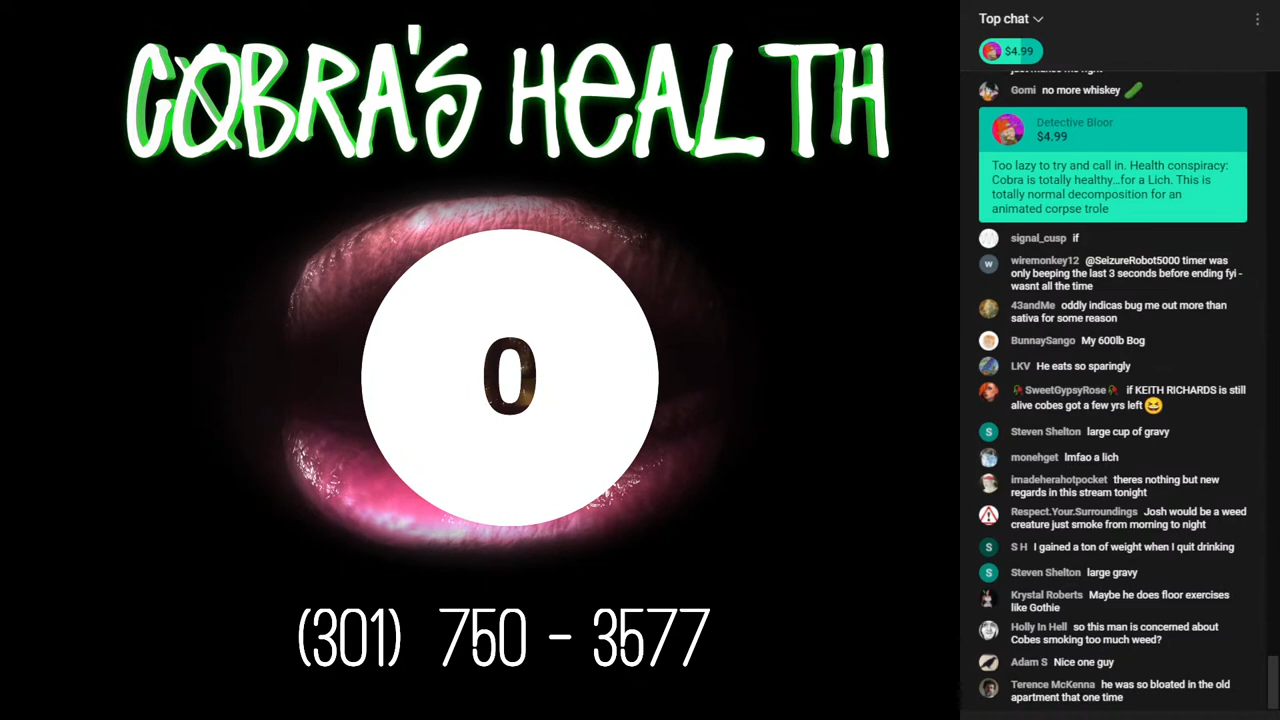 COBRA'S HEALTH
0
(301) 750 - 3577
Top chat
$4.99
Gomi no more whiskey
Detective Bloor
$4.99
Too lazy to try and call in. Health conspiracy:
Cobra is totally healthy…for a Lich. This is
totally normal decomposition for an
animated corpse trole
signal_cusp if
wiremonkey12 @SeizureRobot5000 timer was
only beeping the last 3 seconds before ending fyi -
wasnt all the time
43andMe oddly indicas bug me out more than
sativa for some reason
BunnaySango My 600lb Bog
LKV He eats so sparingly
SweetGypsyRose if KEITH RICHARDS is still
alive cobes got a few yrs left
S Steven Shelton large cup of gravy
monehget lmfao a lich
imadeherahotpocket theres nothing but new
regards in this stream tonight
Respect.Your.Surroundings Josh would be a weed
creature just smoke from morning to night
S S H I gained a ton of weight when I quit drinking
S Steven Shelton large gravy
Krystal Roberts Maybe he does floor exercises
like Gothie
Holly In Hell so this man is concerned about
Cobes smoking too much weed?
Adam S Nice one guy
Terence McKenna he was so bloated in the old
apartment that one time